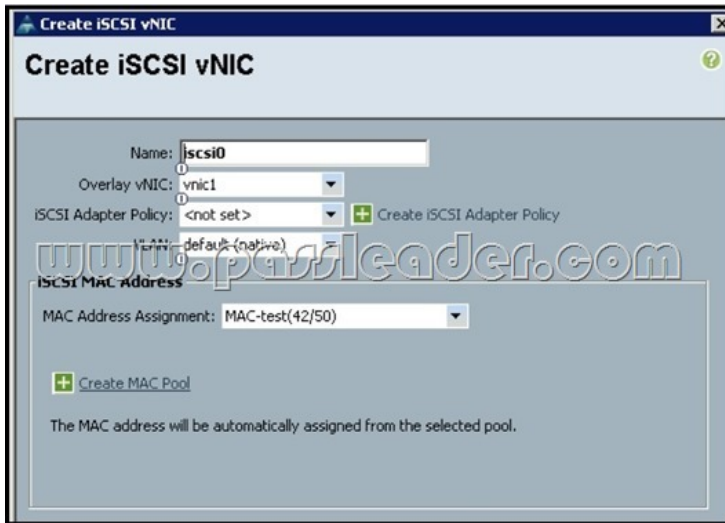 Create iSCSI vNIC
Create iSCSI vNIC
Name: iscsi0
Overlay vNIC: vnic1
iSCSI Adapter Policy: <not set> Create iSCSI Adapter Policy
VLAN: default (native)
www.passleader.com
iSCSI MAC Address
MAC Address Assignment: MAC-test(42/50)
Create MAC Pool
The MAC address will be automatically assigned from the selected pool.